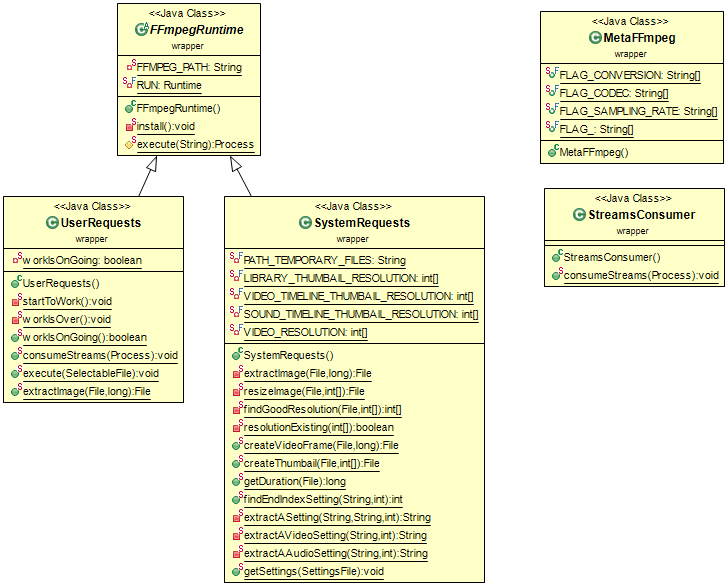 <<Java Class>>
FFmpegRuntime
wrapper
FFMPEG_PATH: String
RUN: Runtime
FFmpegRuntime()
install():void
execute(String):Process
<<Java Class>>
MetaFFmpeg
wrapper
FLAG_CONVERSION: String[]
FLAG_CODEC: String[]
FLAG_SAMPLING_RATE: String[]
FLAG_: String[]
MetaFFmpeg()
<<Java Class>>
UserRequests
wrapper
workIsOnGoing: boolean
UserRequests()
startToWork():void
workIsOver():void
workIsOnGoing():boolean
consumeStreams(Process):void
execute(SelectableFile):void
extractImage(File,long):File
<<Java Class>>
SystemRequests
wrapper
PATH_TEMPORARY_FILES: String
LIBRARY_THUMBAIL_RESOLUTION: int[]
VIDEO_TIMELINE_THUMBAIL_RESOLUTION: int[]
SOUND_TIMELINE_THUMBAIL_RESOLUTION: int[]
VIDEO_RESOLUTION: int[]
SystemRequests()
extractImage(File,long):File
resizeImage(File,int[]):File
findGoodResolution(File,int[]):int[]
resolutionExisting(int[]):boolean
createVideoFrame(File,long):File
createThumbail(File,int[]):File
getDuration(File):long
findEndIndexSetting(String,int):int
extractASetting(String,String,int):String
extractAVideoSetting(String,int):String
extractAAudioSetting(String,int):String
getSettings(SettingsFile):void
<<Java Class>>
StreamsConsumer
wrapper
StreamsConsumer()
consumeStreams(Process):void